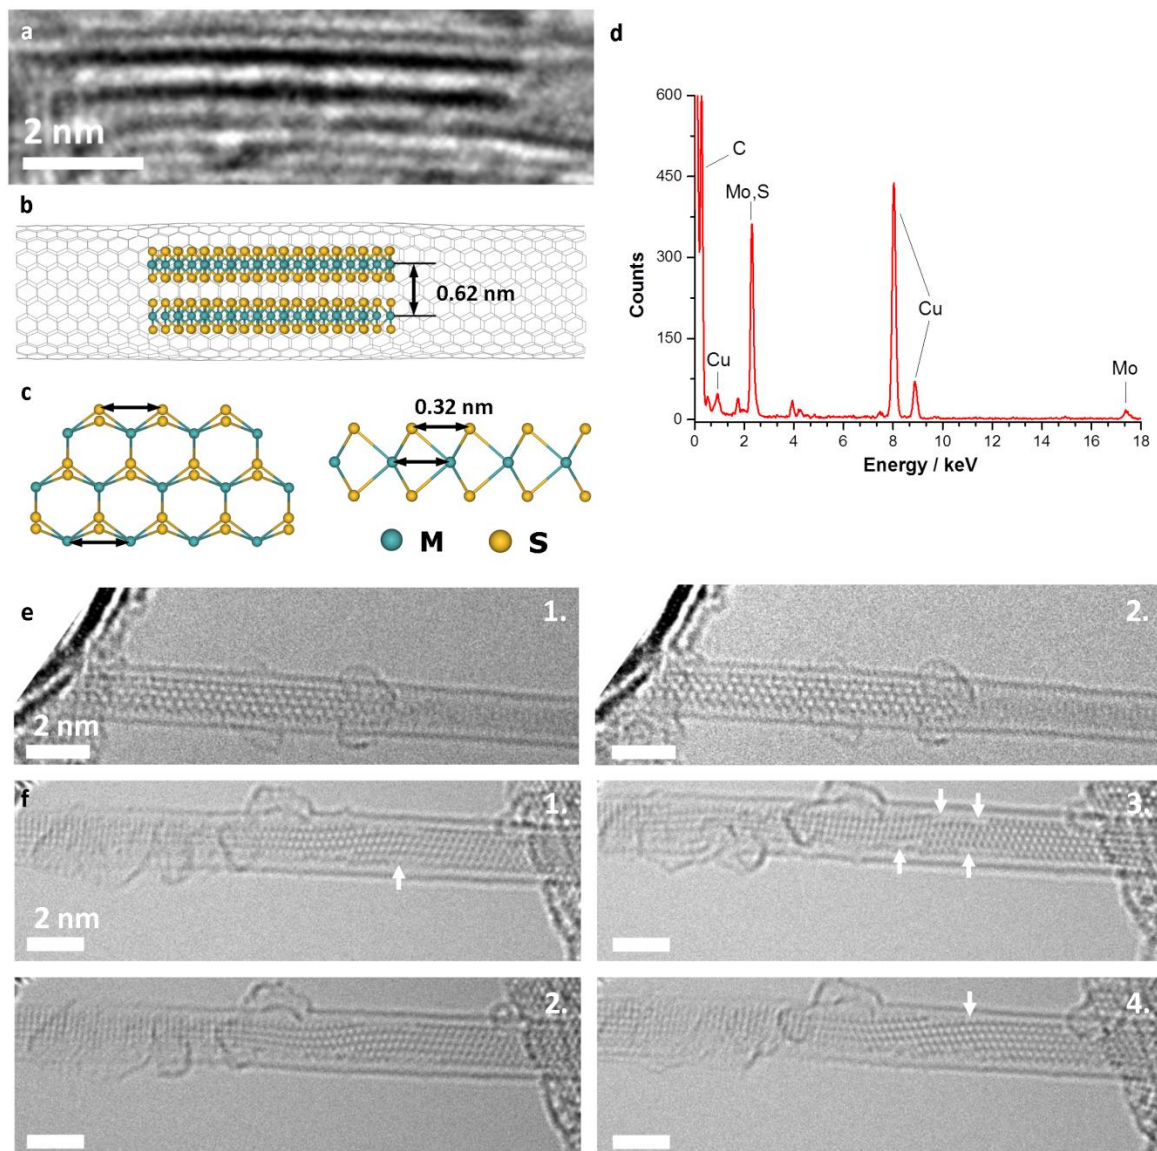 a
2 nm
b
0.62 nm
c
0.32 nm
M
S
d
600
450
300
150
0
Counts
C
Mo,S
Cu
Cu
Mo
0 2 4 6 8 10 12 14 16 18
Energy / keV
e
1.
2 nm
2.
f
1.
2 nm
3.
2.
4.